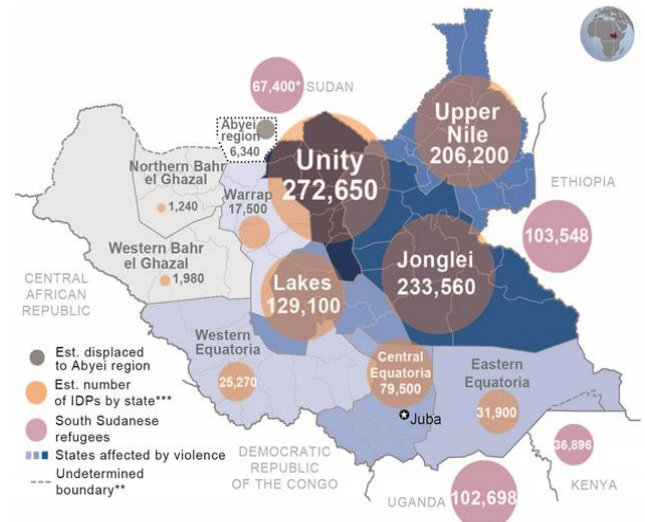 67,400* SUDAN
Upper
Nile
206,200
Abyei
region
6,340
Unity
272,650
Northern Bahr
el Ghazal
1,240
Warrap
17,500
ETHIOPIA
103,548
Western Bahr
el Ghazal
1,980
Jonglei
233,560
Lakes
129,100
CENTRAL
AFRICAN
REPUBLIC
Western
Equatoria
25,270
Central
Equatoria
79,500
Eastern
Equatoria
31,900
Juba
Est. displaced
to Abyei region
Est. number
of IDPs by state***
South Sudanese
refugees
States affected by violence
Undetermined
boundary**
DEMOCRATIC
REPUBLIC
OF THE CONGO
36,896
KENYA
UGANDA 102,698